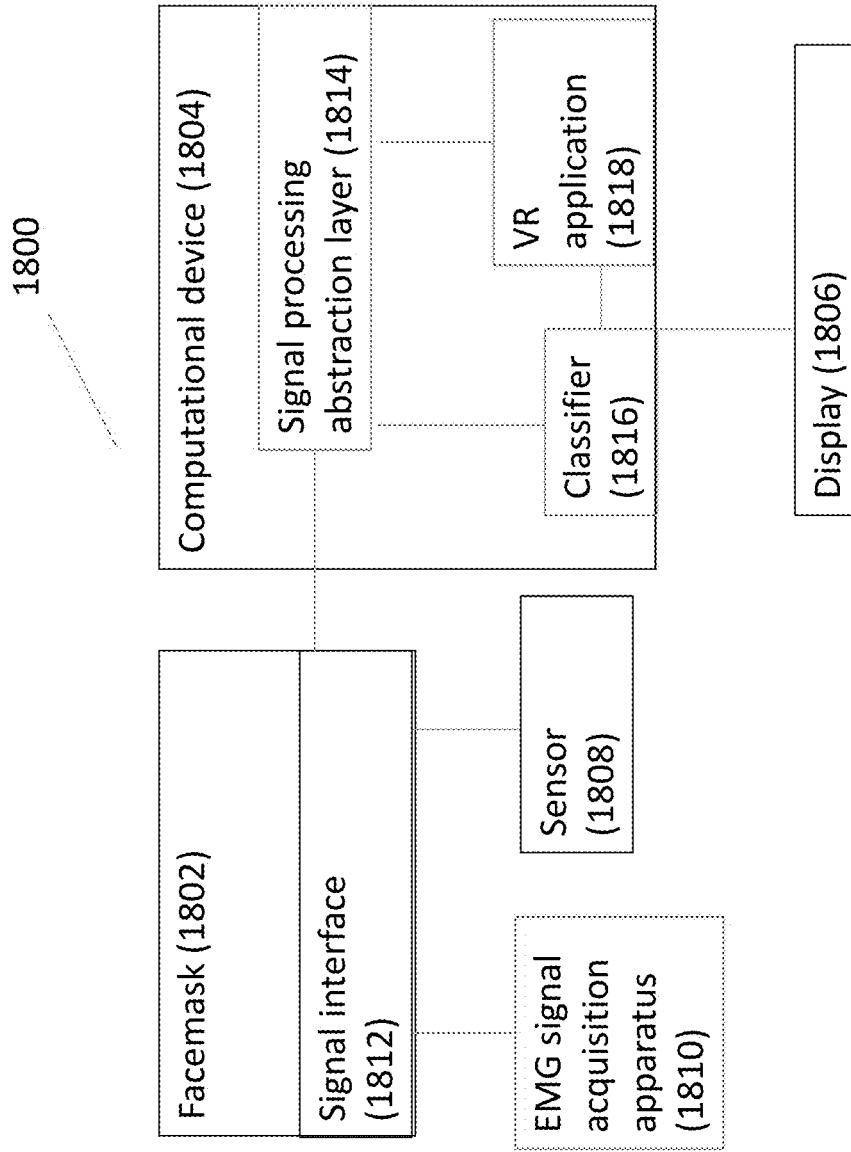 1800
Facemask (1802)
Signal interface
(1812)
EMG signal
acquisition
apparatus
(1810)
Sensor
(1808)
Computational device (1804)
Signal processing
abstraction layer (1814)
Classifier
(1816)
VR
application
(1818)
Display (1806)